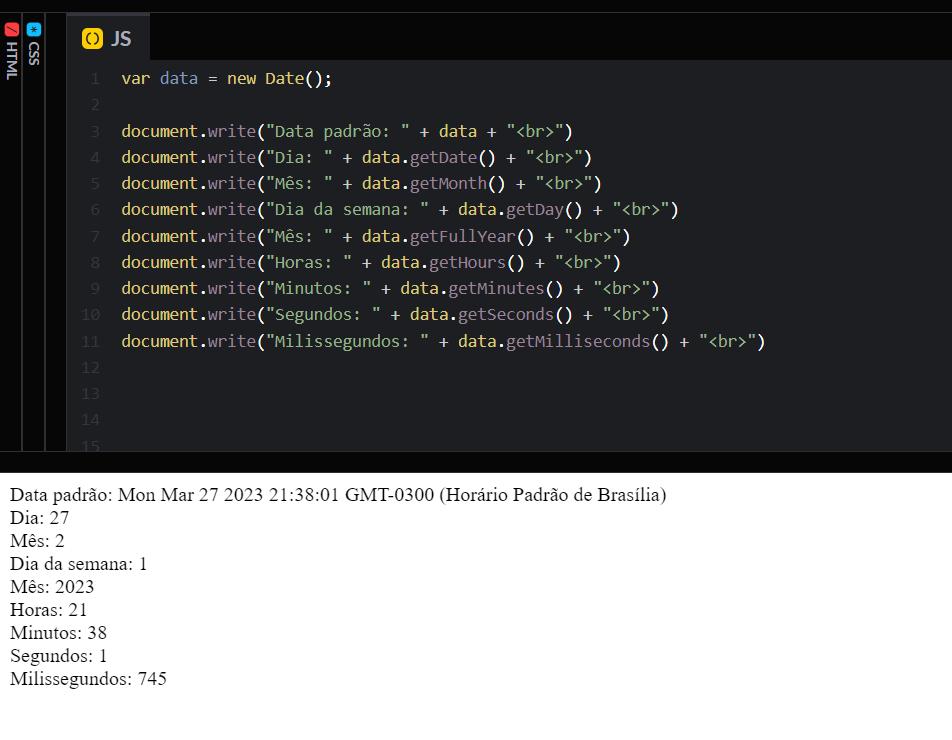 HTML
CSS
JS
1 var data = new Date();
2
3 document.write("Data padrão: " + data + "<br>")
4 document.write("Dia: " + data.getDate() + "<br>")
5 document.write("Mês: " + data.getMonth() + "<br>")
6 document.write("Dia da semana: " + data.getDay() + "<br>")
7 document.write("Mês: " + data.getFullYear() + "<br>")
8 document.write("Horas: " + data.getHours() + "<br>")
9 document.write("Minutos: " + data.getMinutes() + "<br>")
10 document.write("Segundos: " + data.getSeconds() + "<br>")
11 document.write("Milissegundos: " + data.getMilliseconds() + "<br>")
12
13
14
15
Data padrão: Mon Mar 27 2023 21:38:01 GMT-0300 (Horário Padrão de Brasília)
Dia: 27
Mês: 2
Dia da semana: 1
Mês: 2023
Horas: 21
Minutos: 38
Segundos: 1
Milissegundos: 745